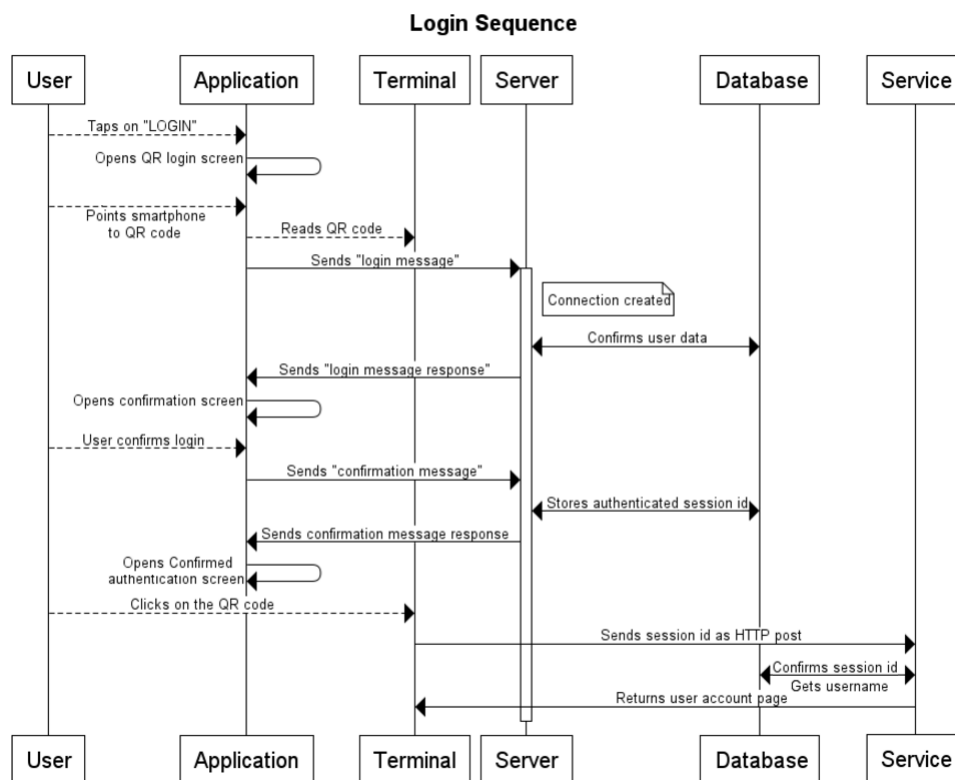 Login Sequence
User
Application
Terminal
Server
Database
Service
Taps on "LOGIN"
Opens QR login screen
Points smartphone
to QR code
Reads QR code
Sends "login message"
Connection created
Confirms user data
Sends "login message response"
Opens confirmation screen
User confirms login
Sends "confirmation message"
Stores authenticated session id
Sends confirmation message response
Opens Confirmed
authentication screen
Clicks on the QR code
Sends session id as HTTP post
Confirms session id
Gets username
Returns user account page
User
Application
Terminal
Server
Database
Service